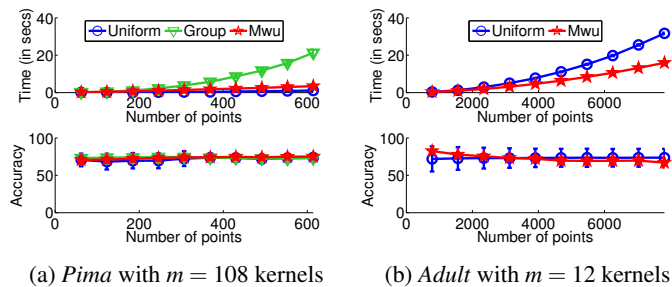 Time (in secs)
40
20
0
Uniform
Group
Mwu
200
400
600
Number of points
Accuracy
100
50
0
200
400
600
Number of points
(a) Pima with m = 108 kernels
Time (in secs)
40
20
0
Uniform
Mwu
2000
4000
6000
Number of points
Accuracy
100
50
0
2000
4000
6000
Number of points
(b) Adult with m = 12 kernels